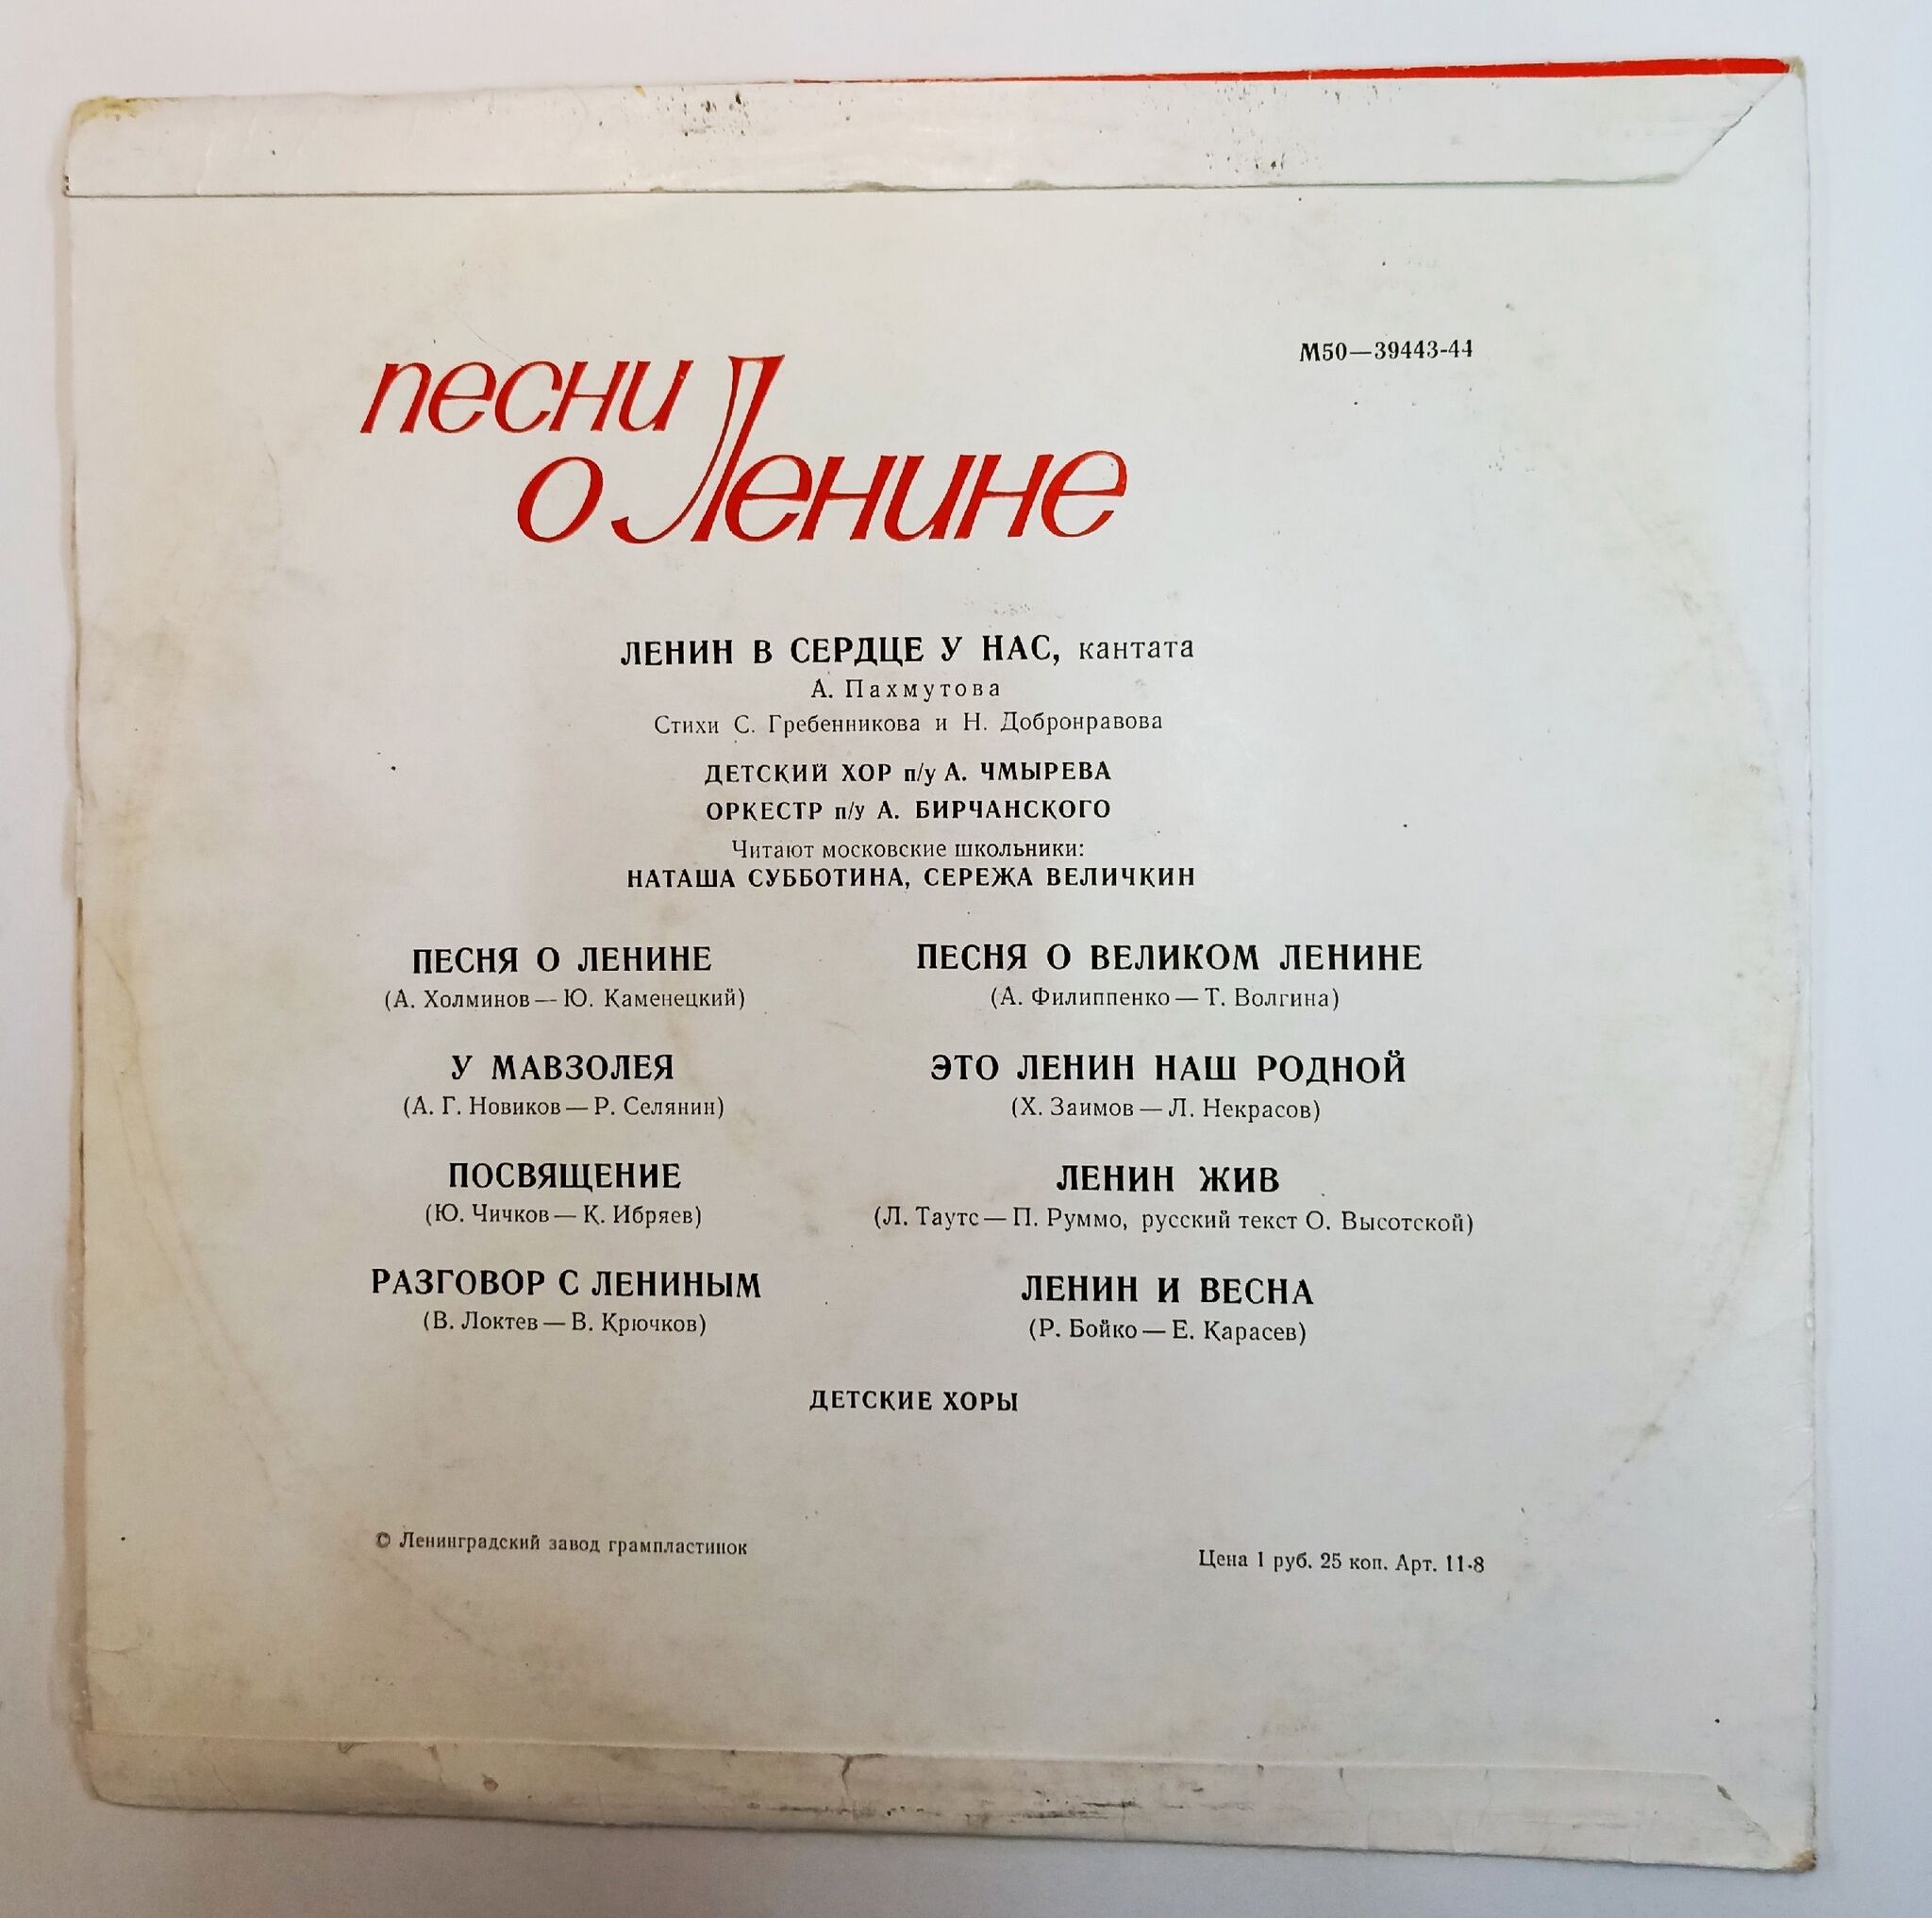 М50—39443-44
песни
о Ленине
ЛЕНИН В СЕРДЦЕ У НАС, кантата
А. Пахмутова
Стихи С. Гребенникова и Н. Добронравова
ДЕТСКИЙ ХОР п/у А. ЧМЫРЕВА
ОРКЕСТР п/у А. БИРЧАНСКОГО
Читают московские школьники:
НАТАША СУББОТИНА, СЕРЕЖА ВЕЛИЧКИН
ПЕСНЯ О ЛЕНИНЕ
(А. Холминов — Ю. Каменецкий)
У МАВЗОЛЕЯ
(А. Г. Новиков — Р. Селянин)
ПОСВЯЩЕНИЕ
(Ю. Чичков — К. Ибряев)
РАЗГОВОР С ЛЕНИНЫМ
(В. Локтев — В. Крючков)
ПЕСНЯ О ВЕЛИКОМ ЛЕНИНЕ
(А. Филиппенко — Т. Волгина)
ЭТО ЛЕНИН НАШ РОДНОЙ
(Х. Заимов — Л. Некрасов)
ЛЕНИН ЖИВ
(Л. Таутс — П. Руммо, русский текст О. Высотской)
ЛЕНИН И ВЕСНА
(Р. Бойко — Е. Карасев)
ДЕТСКИЕ ХОРЫ
© Ленинградский завод грампластинок
Цена 1 руб. 25 коп. Арт. 11-8